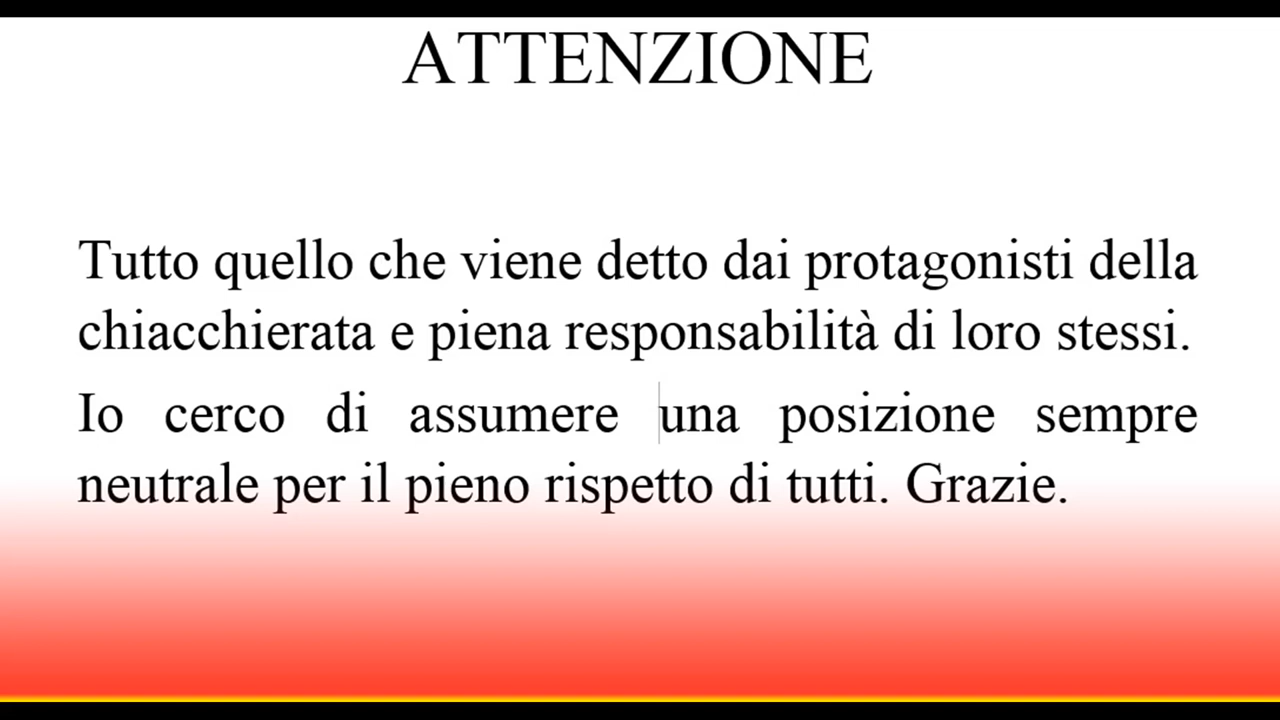 ATTENZIONE
Tutto quello che viene detto dai protagonisti della
chiacchierata e piena responsabilità di loro stessi.
Io cerco di assumere una posizione sempre
neutrale per il pieno rispetto di tutti. Grazie.